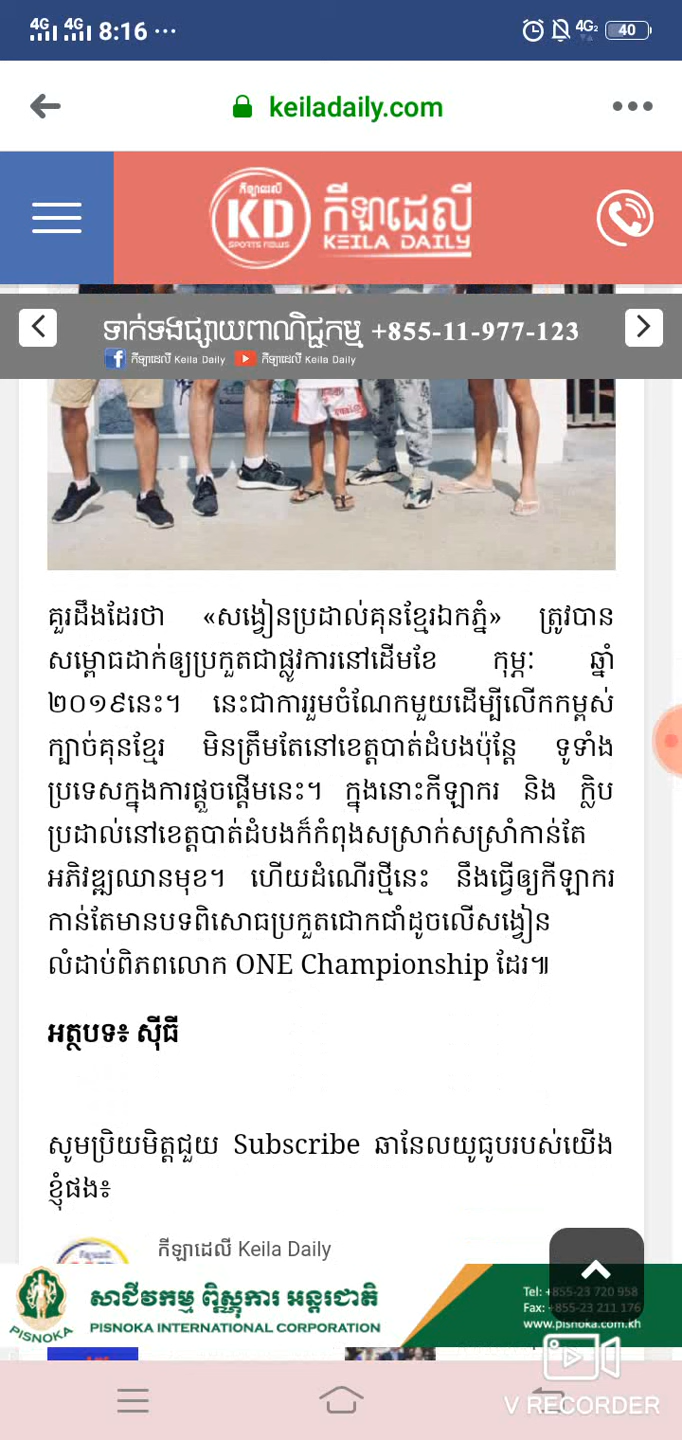 4G 4G 8:16 ... 4G2 40
keiladaily.com
កីឡាដេលី
KD
SPORTS NEWS
កីឡាដេលី
KEILA DAILY
ទាក់ទងផ្សាយពាណិជ្ជកម្ម +855-11-977-123
កីឡាដេលី Keila Daily កីឡាដេលី Keila Daily
គួរដឹងដែរថា «សង្វៀនប្រដាល់គុនខ្មែរឯកភ្នំ» ត្រូវបាន
សម្ពោធដាក់ឲ្យប្រកួតជាផ្លូវការនៅដើមខែ កុម្ភៈ ឆ្នាំ
២០១៩នេះ។ នេះជាការរួមចំណែកមួយដើម្បីលើកកម្ពស់
ក្បាច់គុនខ្មែរ មិនត្រឹមតែនៅខេត្តបាត់ដំបងប៉ុន្តែ ទូទាំង
ប្រទេសក្នុងការផ្តួចផ្តើមនេះ។ ក្នុងនោះកីឡាករ និង ក្លិប
ប្រដាល់នៅខេត្តបាត់ដំបងក៏កំពុងសស្រាក់សស្រាំកាន់តែ
អភិវឌ្ឍឈានមុខ។ ហើយដំណើរថ្មីនេះ នឹងធ្វើឲ្យកីឡាករ
កាន់តែមានបទពិសោធប្រកួតជោកជាំដូចលើសង្វៀន
លំដាប់ពិភពលោក ONE Championship ដែរ៕
អត្ថបទ៖ ស៊ីធី
សូមប្រិយមិត្តជួយ Subscribe ឆានែលយូធូបរបស់យើង
ខ្ញុំផង៖
កីឡាដេលី Keila Daily
PISNOKA
សាជីវកម្ម ពិស្ណុការ អន្តរជាតិ
PISNOKA INTERNATIONAL CORPORATION
Tel: +855-23 720 958
Fax: +855-23 211 176
www.pisnoka.com.kh
V RECORDER